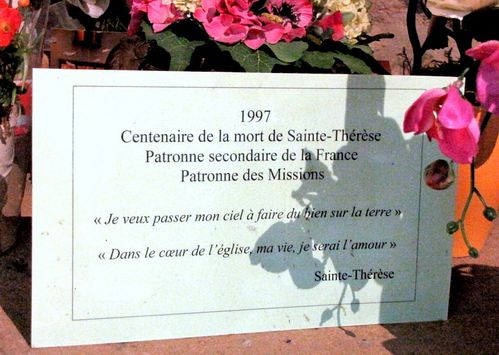 1997
Centenaire de la mort de Sainte-Thérèse
Patronne secondaire de la France
Patronne des Missions
« Je veux passer mon ciel à faire du bien sur la terre »
« Dans le cœur de l'église, ma vie, je serai l'amour »
Sainte-Thérèse